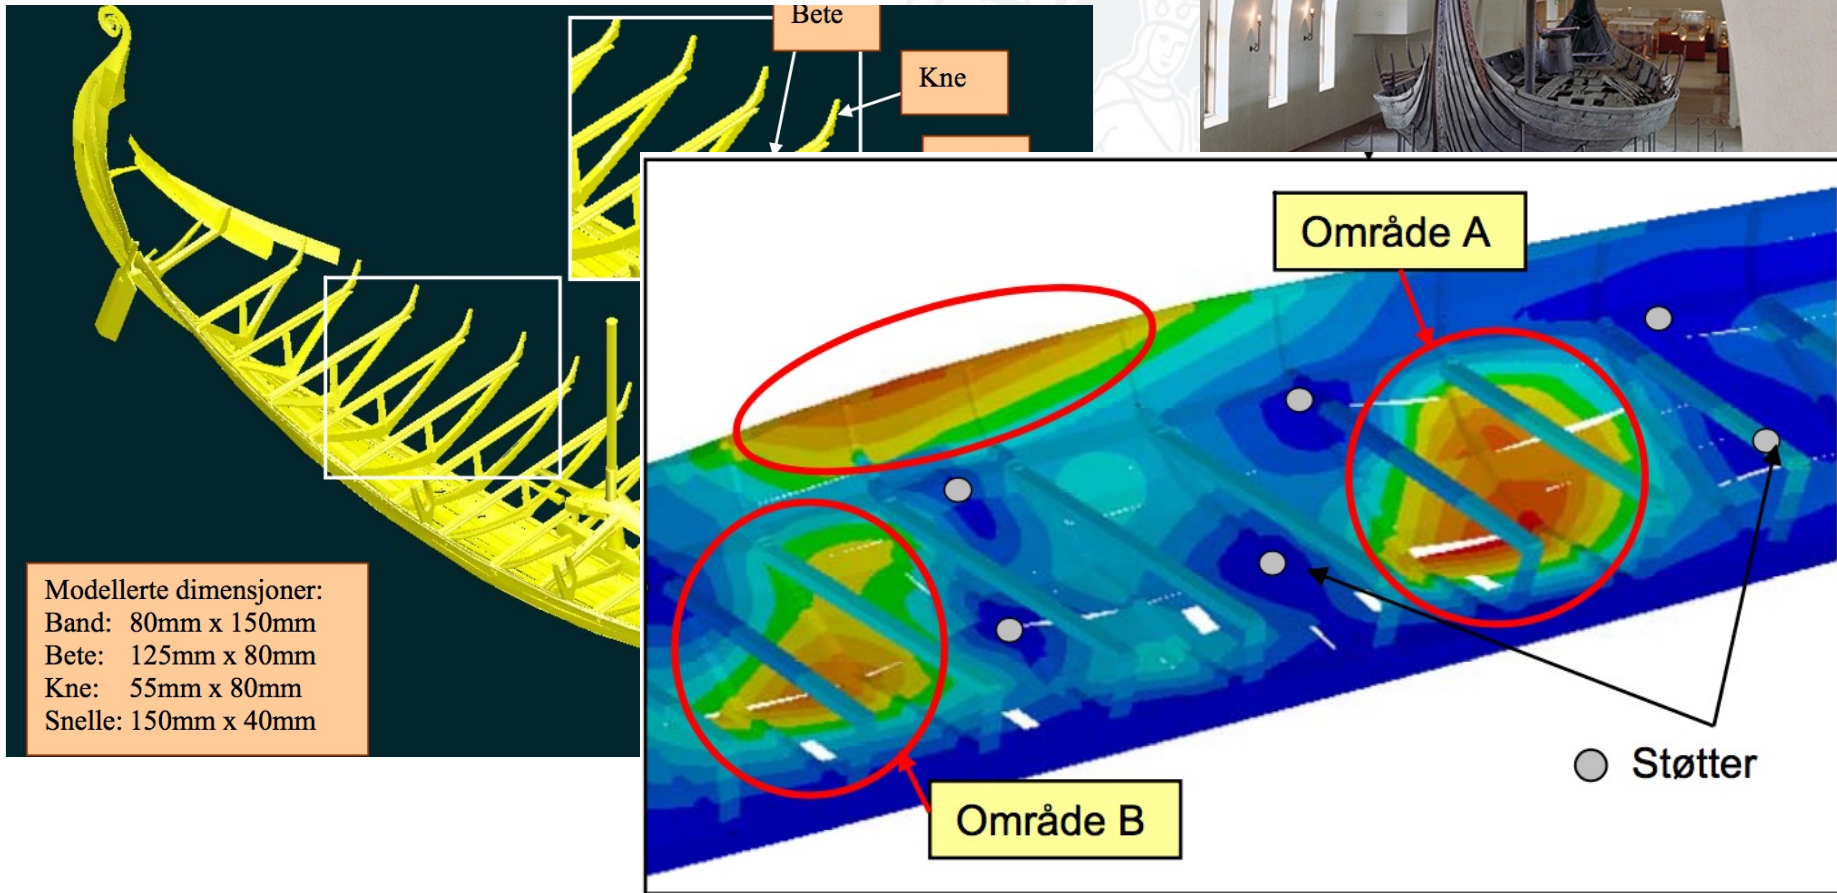 Bete
Kne
Område A
Modellerte dimensjoner:
Band: 80mm x 150mm
Bete: 125mm x 80mm
Kne: 55mm x 80mm
Snelle: 150mm x 40mm
Støtter
Område B